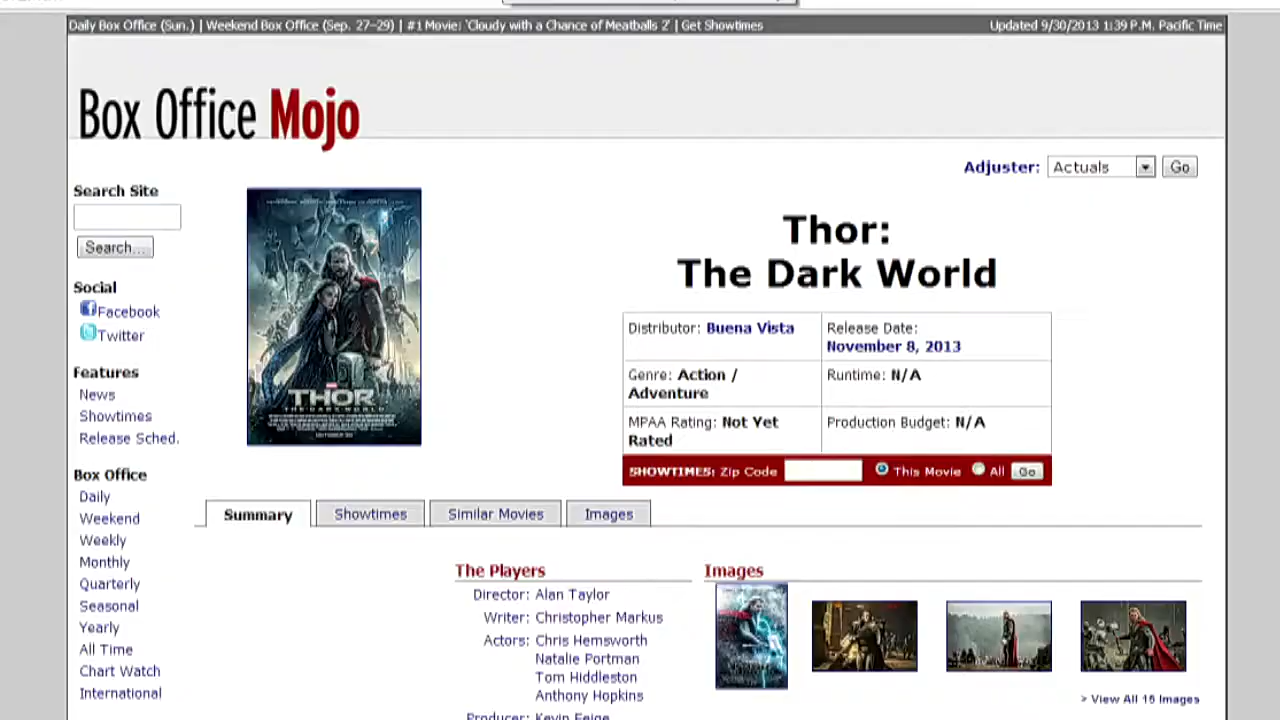 Daily Box Office (Sun.) | Weekend Box Office (Sep. 27–29) | #1 Movie: 'Cloudy with a Chance of Meatballs 2' | Get Showtimes
Updated 9/30/2013 1:39 P.M. Pacific Time
Box Office Mojo
Adjuster: Actuals Go
Search Site
Search...
Social
Facebook
Twitter
Features
News
Showtimes
Release Sched.
Box Office
Daily
Weekend
Weekly
Monthly
Quarterly
Seasonal
Yearly
All Time
Chart Watch
International
THOR
THE DARK WORLD
Thor:
The Dark World
Distributor: Buena Vista
Release Date:
November 8, 2013
Genre: Action /
Adventure
Runtime: N/A
MPAA Rating: Not Yet
Rated
Production Budget: N/A
SHOWTIMES: Zip Code This Movie All Go
Summary Showtimes Similar Movies Images
The Players
Director: Alan Taylor
Writer: Christopher Markus
Actors: Chris Hemsworth
Natalie Portman
Tom Hiddleston
Anthony Hopkins
Producer: Kevin Feige
Images
> View All 16 Images